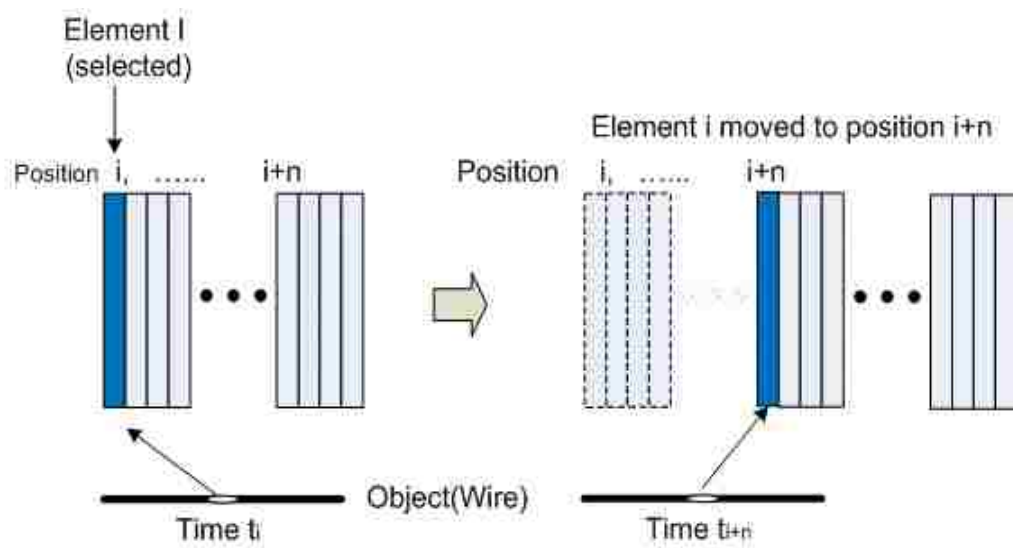 Element I
(selected)
Element i moved to position i+n
Position i, ...... i+n
Position i, ...... i+n
Object(Wire)
Time ti
Time ti+n